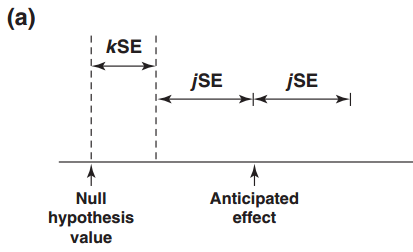 (a)
kSE
jSE
jSE
Null
hypothesis
value
Anticipated
effect